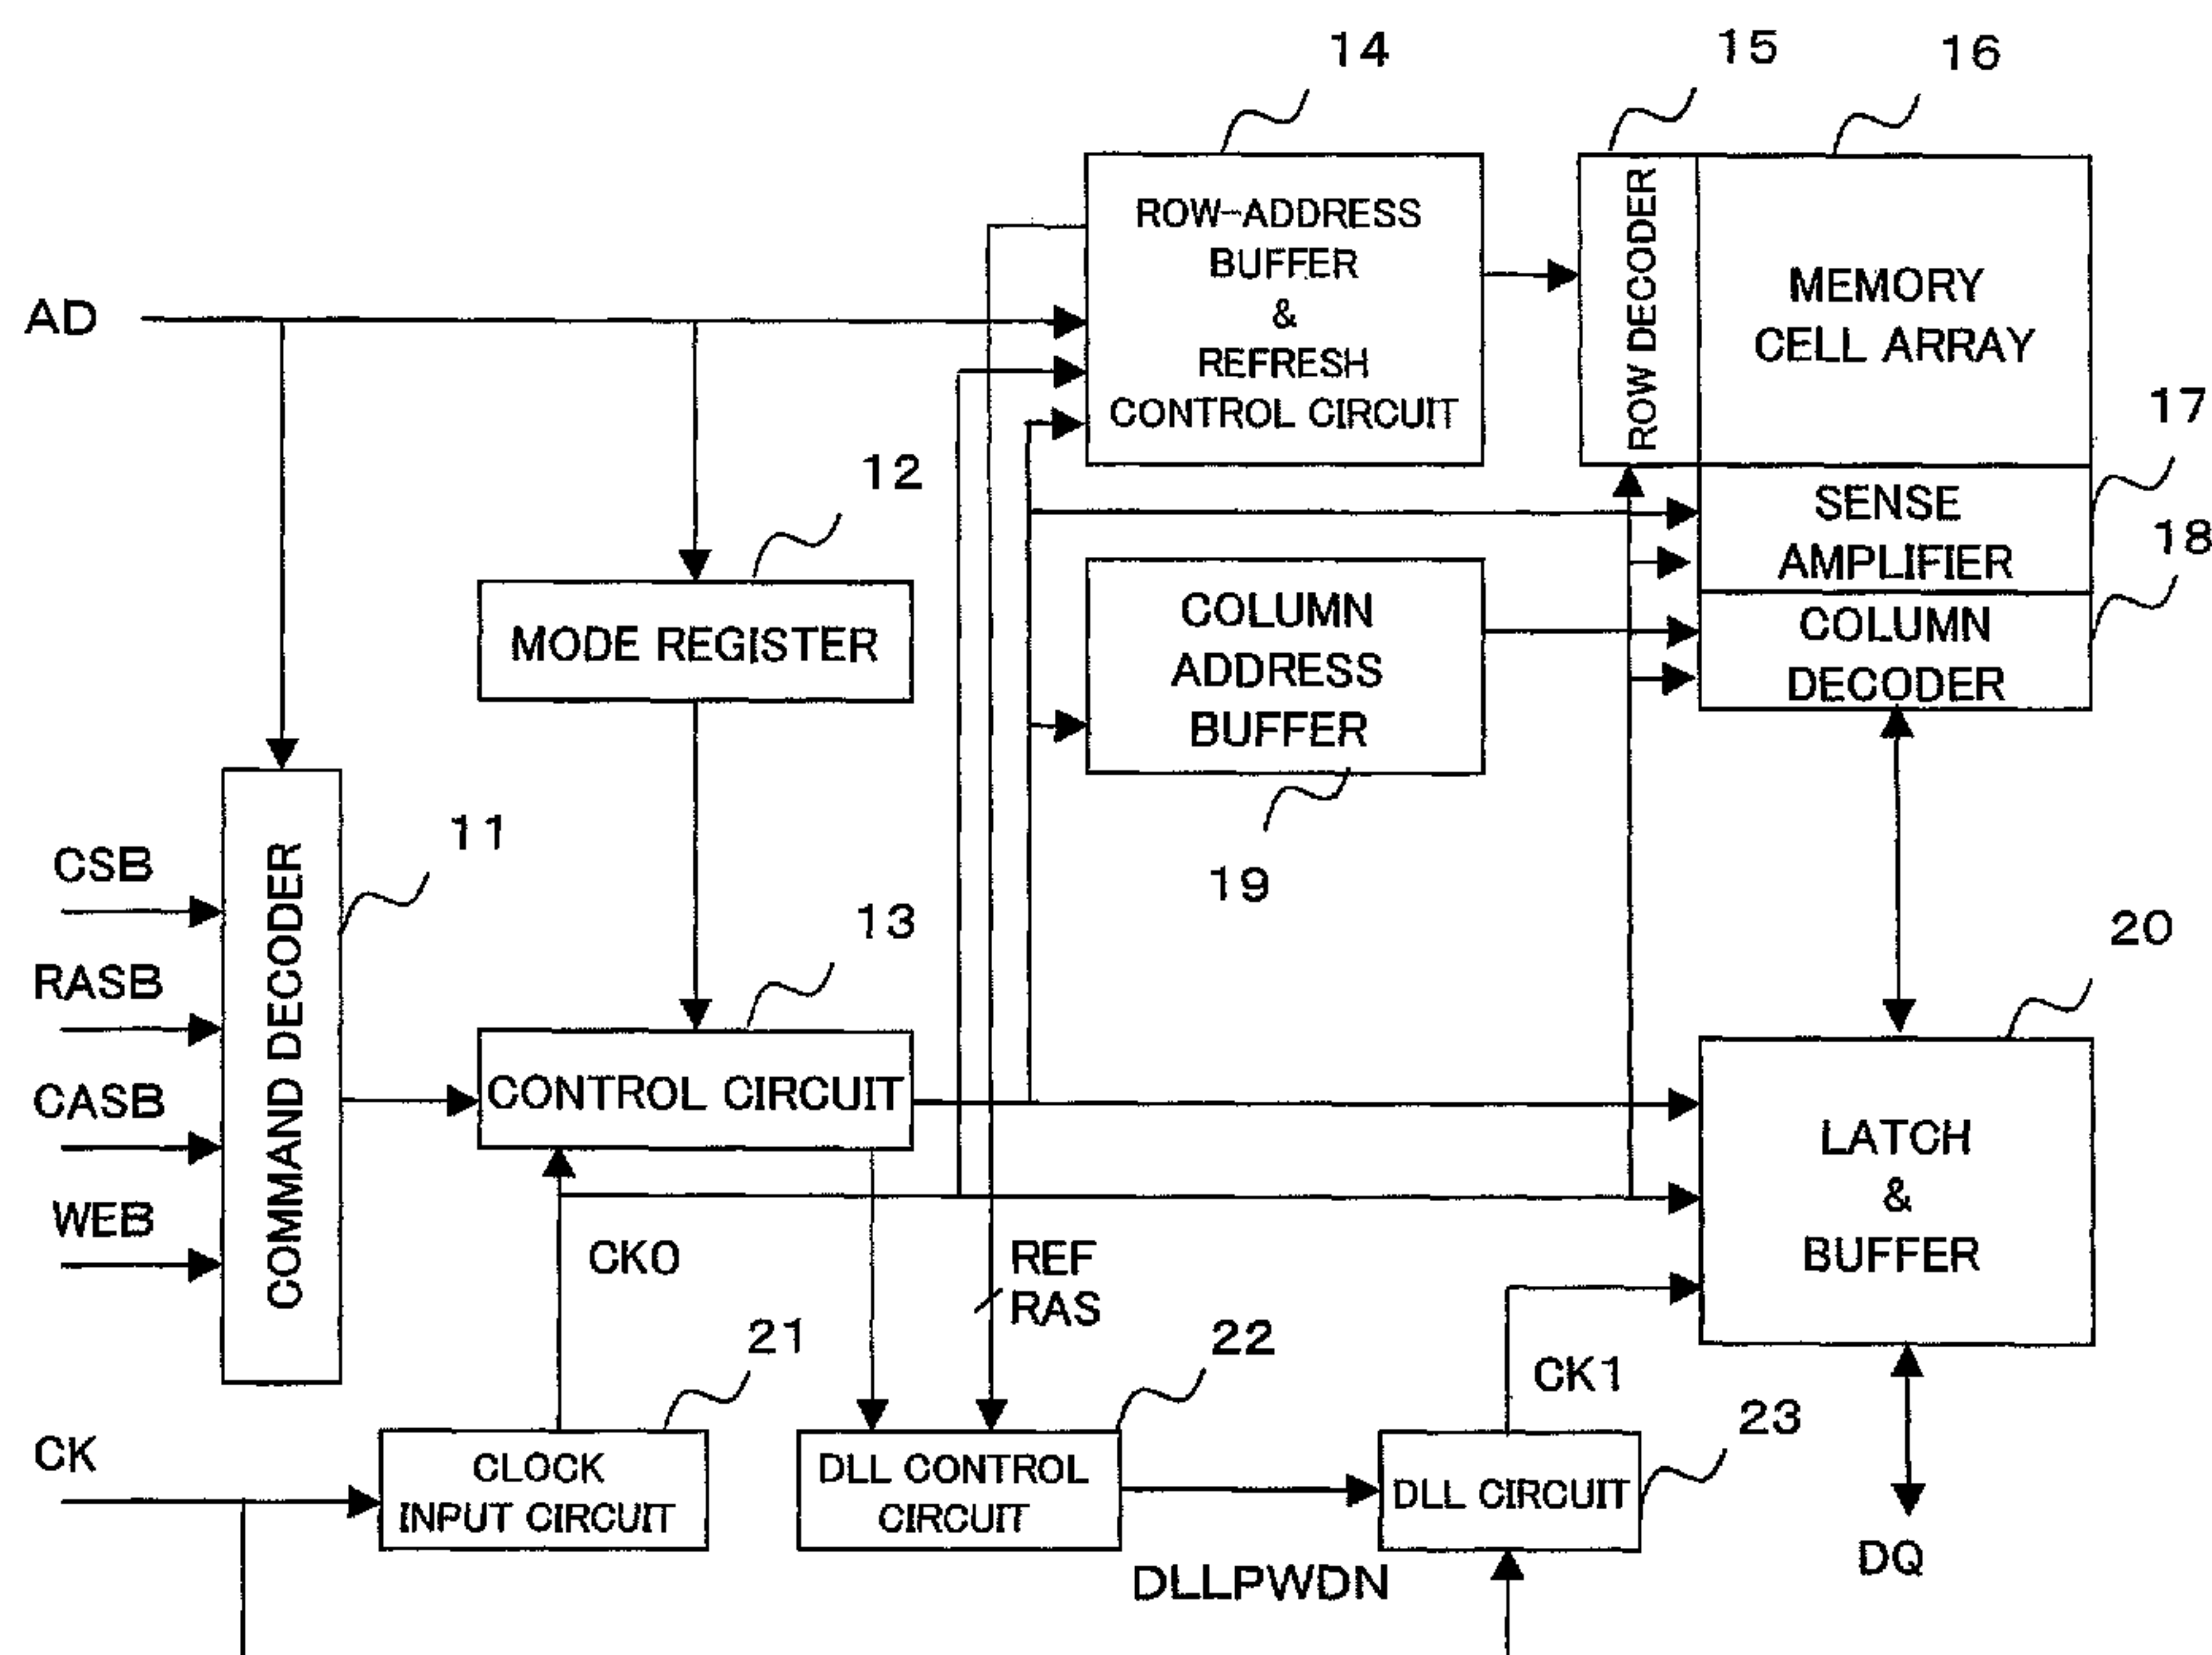 14
15
16
ROW-ADDRESS
BUFFER
&
REFRESH
CONTROL CIRCUIT
ROW DECODER
MEMORY
CELL ARRAY
AD
17
12
SENSE
AMPLIFIER
18
MODE REGISTER
COLUMN
ADDRESS
BUFFER
COLUMN
DECODER
11
CSB
19
COMMAND DECODER
13
20
RASB
CONTROL CIRCUIT
CASB
LATCH
&
BUFFER
WEB
CK0
REF
RAS
21
22
CK1
23
CK
CLOCK
INPUT CIRCUIT
DLL CONTROL
CIRCUIT
DLL CIRCUIT
DLLPWDN
DQ